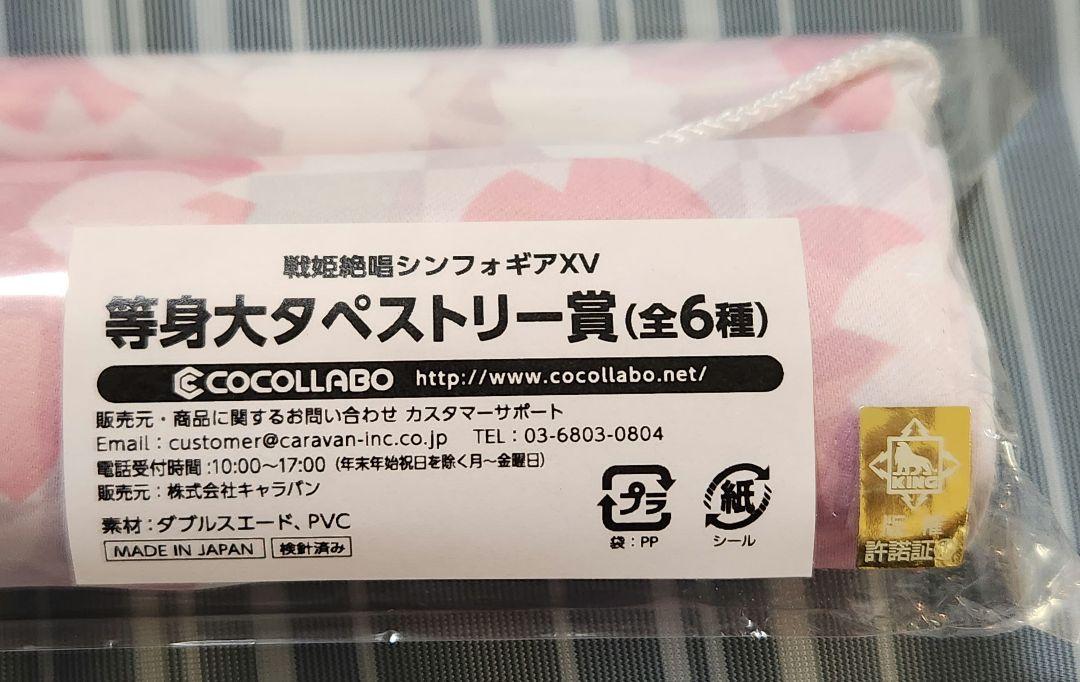 戦姫絶唱シンフォギアXV
等身大タペストリー賞(全6種)
COCOLLABO http://www.cocollabo.net/
販売元・商品に関するお問い合わせ カスタマーサポート
Email:customer@caravan-inc.co.jp TEL:03-6803-0804
電話受付時間:10:00〜17:00(年末年始祝日を除く月〜金曜日)
販売元:株式会社キャラバン
素材:ダブルスエード、PVC
MADE IN JAPAN 検針済み
プラ
袋:PP
紙
シール
KING
許諾証